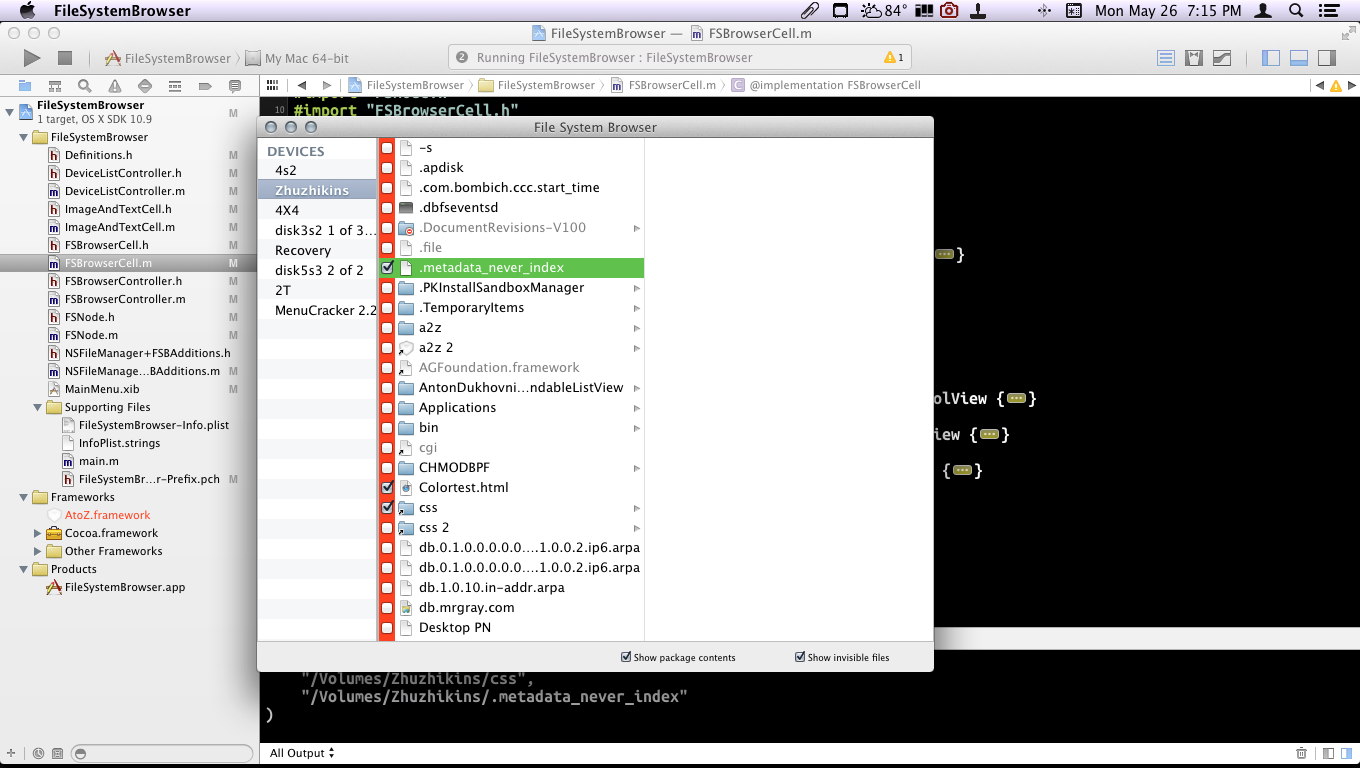 FileSystemBrowser
84°
Mon May 26 7:15 PM
FileSystemBrowser — FSBrowserCell.m
FileSystemBrowser
My Mac 64-bit
2 Running FileSystemBrowser : FileSystemBrowser
1
FileSystemBrowser
FileSystemBrowser
FSBrowserCell.m
C @implementation FSBrowserCell
FileSystemBrowser M
1 target, OS X SDK 10.9
FileSystemBrowser
h Definitions.h M
h DeviceListController.h M
m DeviceListController.m M
h ImageAndTextCell.h M
m ImageAndTextCell.m M
h FSBrowserCell.h M
m FSBrowserCell.m M
h FSBrowserController.h M
m FSBrowserController.m M
h FSNode.h M
m FSNode.m M
h NSFileManager+FSBAdditions.h M
m NSFileManage...BAdditions.m M
MainMenu.xib M
Supporting Files
FileSystemBrowser-Info.plist
InfoPlist.strings
m main.m
h FileSystemBr...r-Prefix.pch M
Frameworks
AtoZ.framework
Cocoa.framework
Other Frameworks
Products
FileSystemBrowser.app
10 #import "FSBrowserCell.h"
File System Browser
DEVICES
4s2
Zhuzhikins
4X4
disk3s2 1 of 3...
Recovery
disk5s3 2 of 2
2T
MenuCracker 2.2
-s
.apdisk
.com.bombich.ccc.start_time
.dbfseventsd
.DocumentRevisions-V100
.file
.metadata_never_index
.PKInstallSandboxManager
.TemporaryItems
a2z
a2z 2
AGFoundation.framework
AntonDukhovni...ndableListView
Applications
bin
cgi
CHMODBPF
Colortest.html
css
css 2
db.0.1.0.0.0.0.0....1.0.0.2.ip6.arpa
db.0.1.0.0.0.0.0....1.0.0.2.ip6.arpa
db.1.0.10.in-addr.arpa
db.mrgray.com
Desktop PN
Show package contents
Show invisible files
{...}
olView {...}
iew {...}
{...}
"/Volumes/Zhuzhikins/css",
"/Volumes/Zhuzhikins/.metadata_never_index"
)
All Output